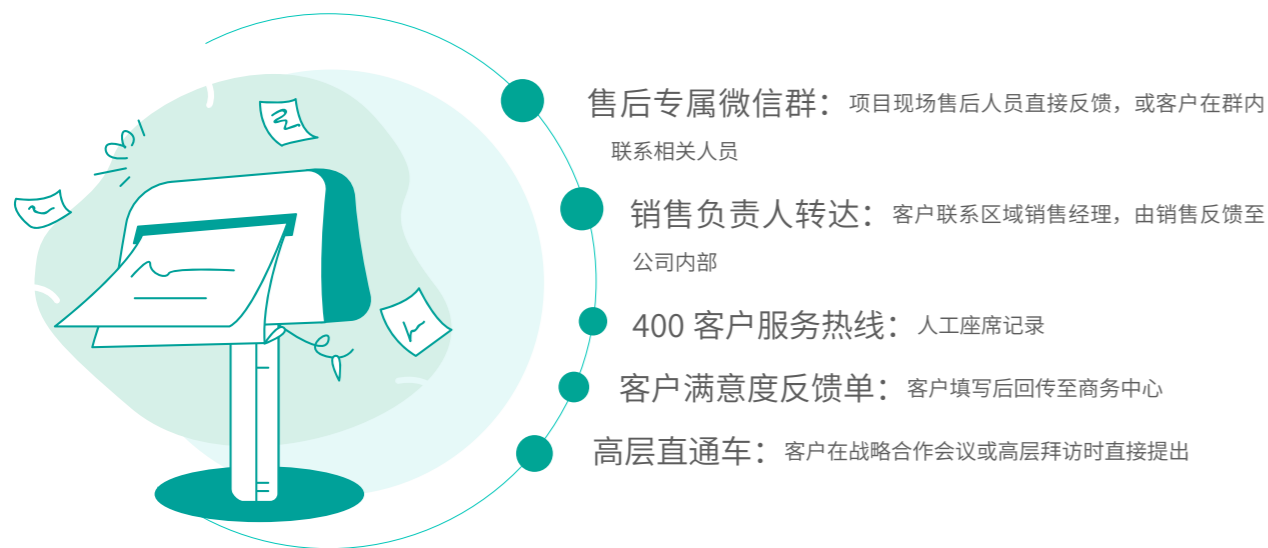 售后专属微信群：项目现场售后人员直接反馈，或客户在群内
联系相关人员
销售负责人转达：客户联系区域销售经理，由销售反馈至
公司内部
400 客户服务热线：人工座席记录
客户满意度反馈单：客户填写后回传至商务中心
高层直通车：客户在战略合作会议或高层拜访时直接提出